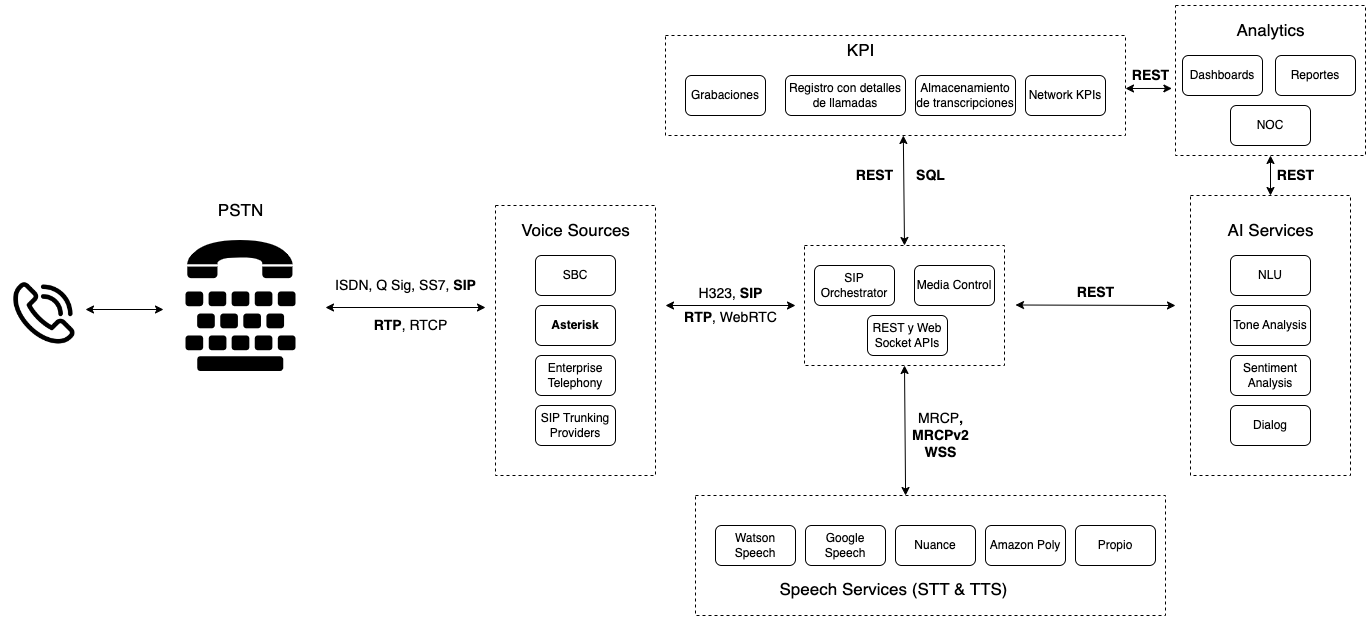 Analytics
Dashboards
Reportes
NOC
KPI
Grabaciones
Registro con detalles
de llamadas
Almacenamiento
de transcripciones
Network KPIs
REST
REST
SQL
REST
PSTN
ISDN, Q Sig, SS7, SIP
RTP, RTCP
Voice Sources
SBC
Asterisk
Enterprise
Telephony
SIP Trunking
Providers
H323, SIP
RTP, WebRTC
SIP
Orchestrator
Media Control
REST y Web
Socket APIs
REST
AI Services
NLU
Tone Analysis
Sentiment
Analysis
Dialog
MRCP,
MRCPv2
WSS
Watson
Speech
Google
Speech
Nuance
Amazon Poly
Propio
Speech Services (STT & TTS)